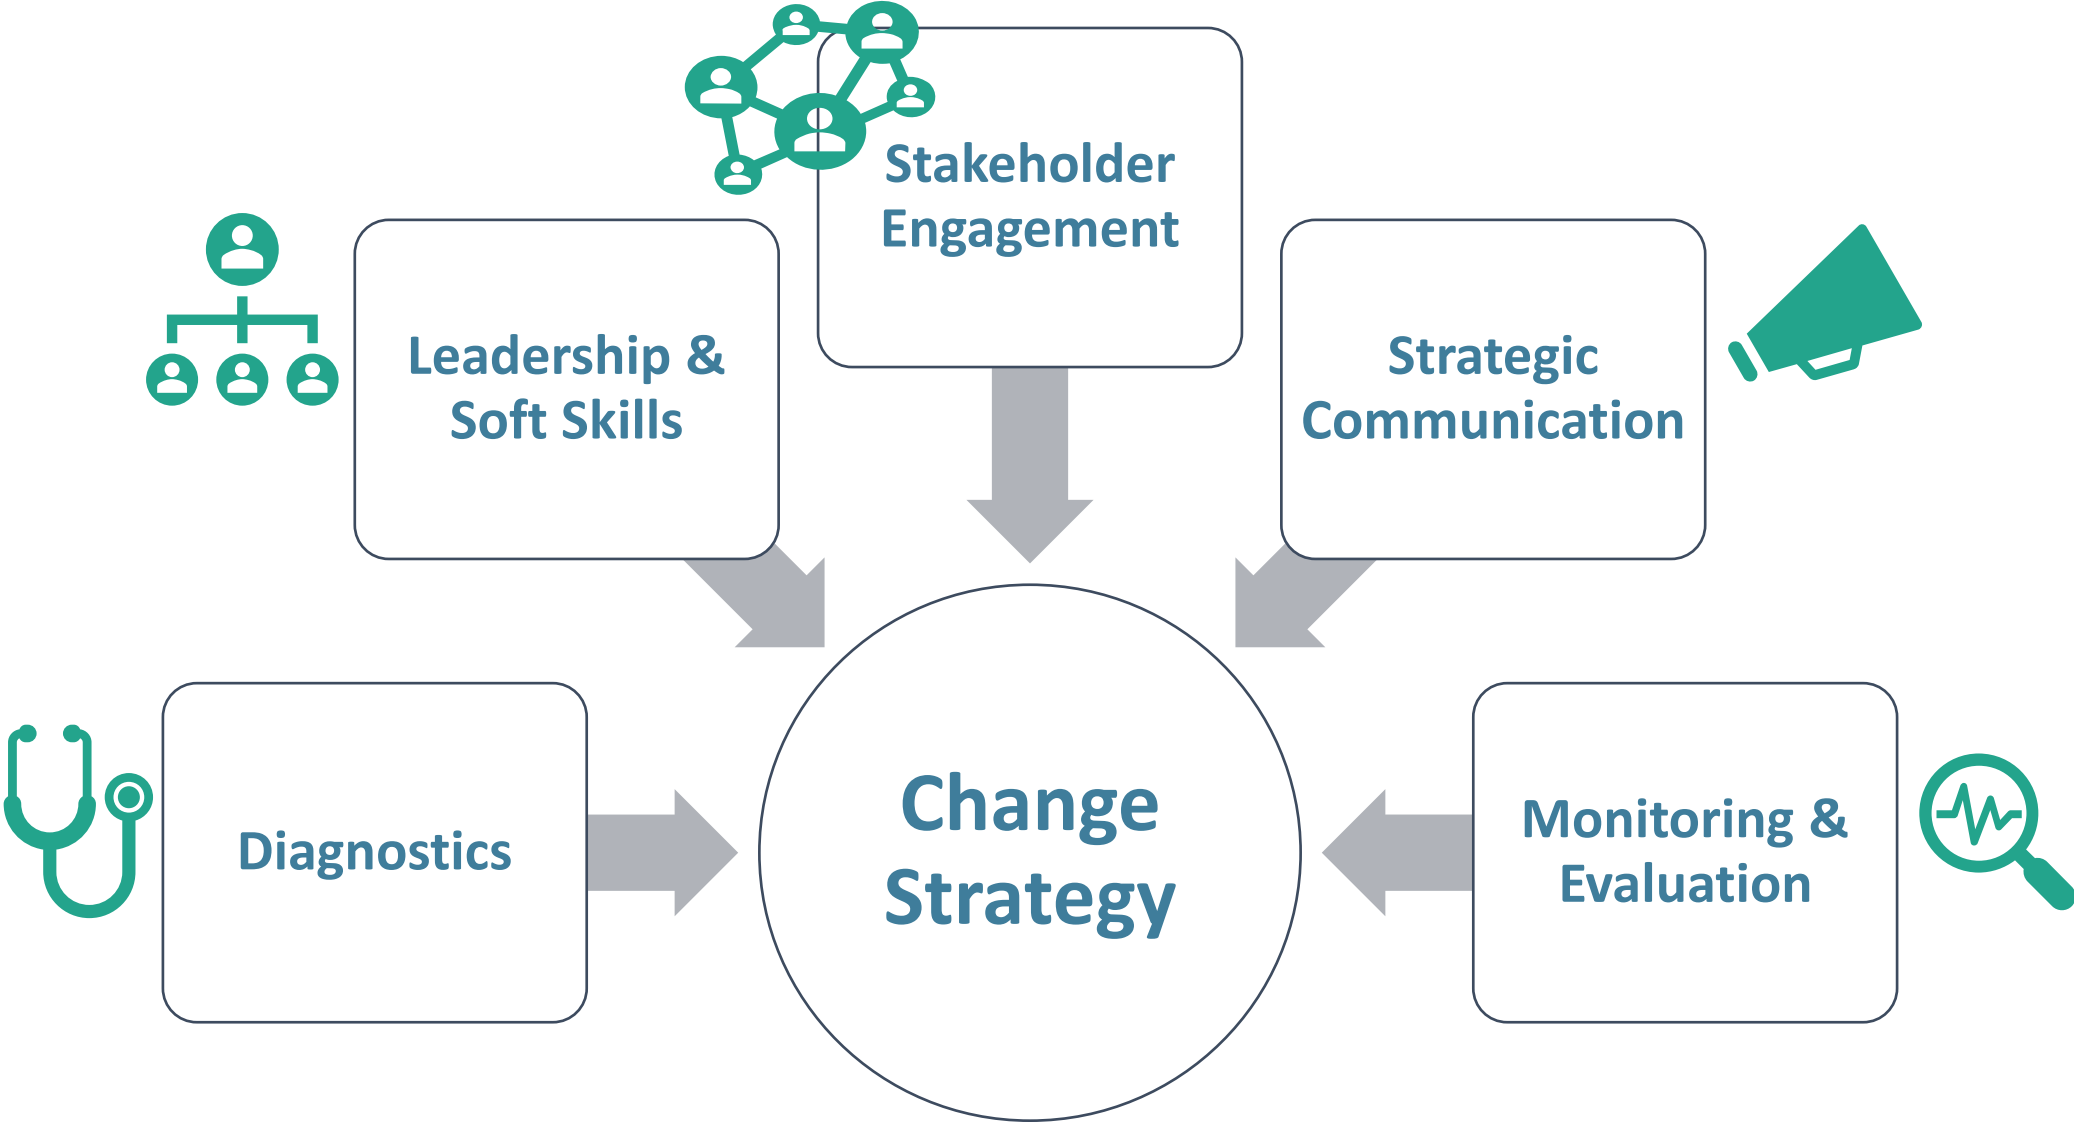 Stakeholder
Engagement
Leadership &
Soft Skills
Strategic
Communication
Diagnostics
Change
Strategy
Monitoring &
Evaluation